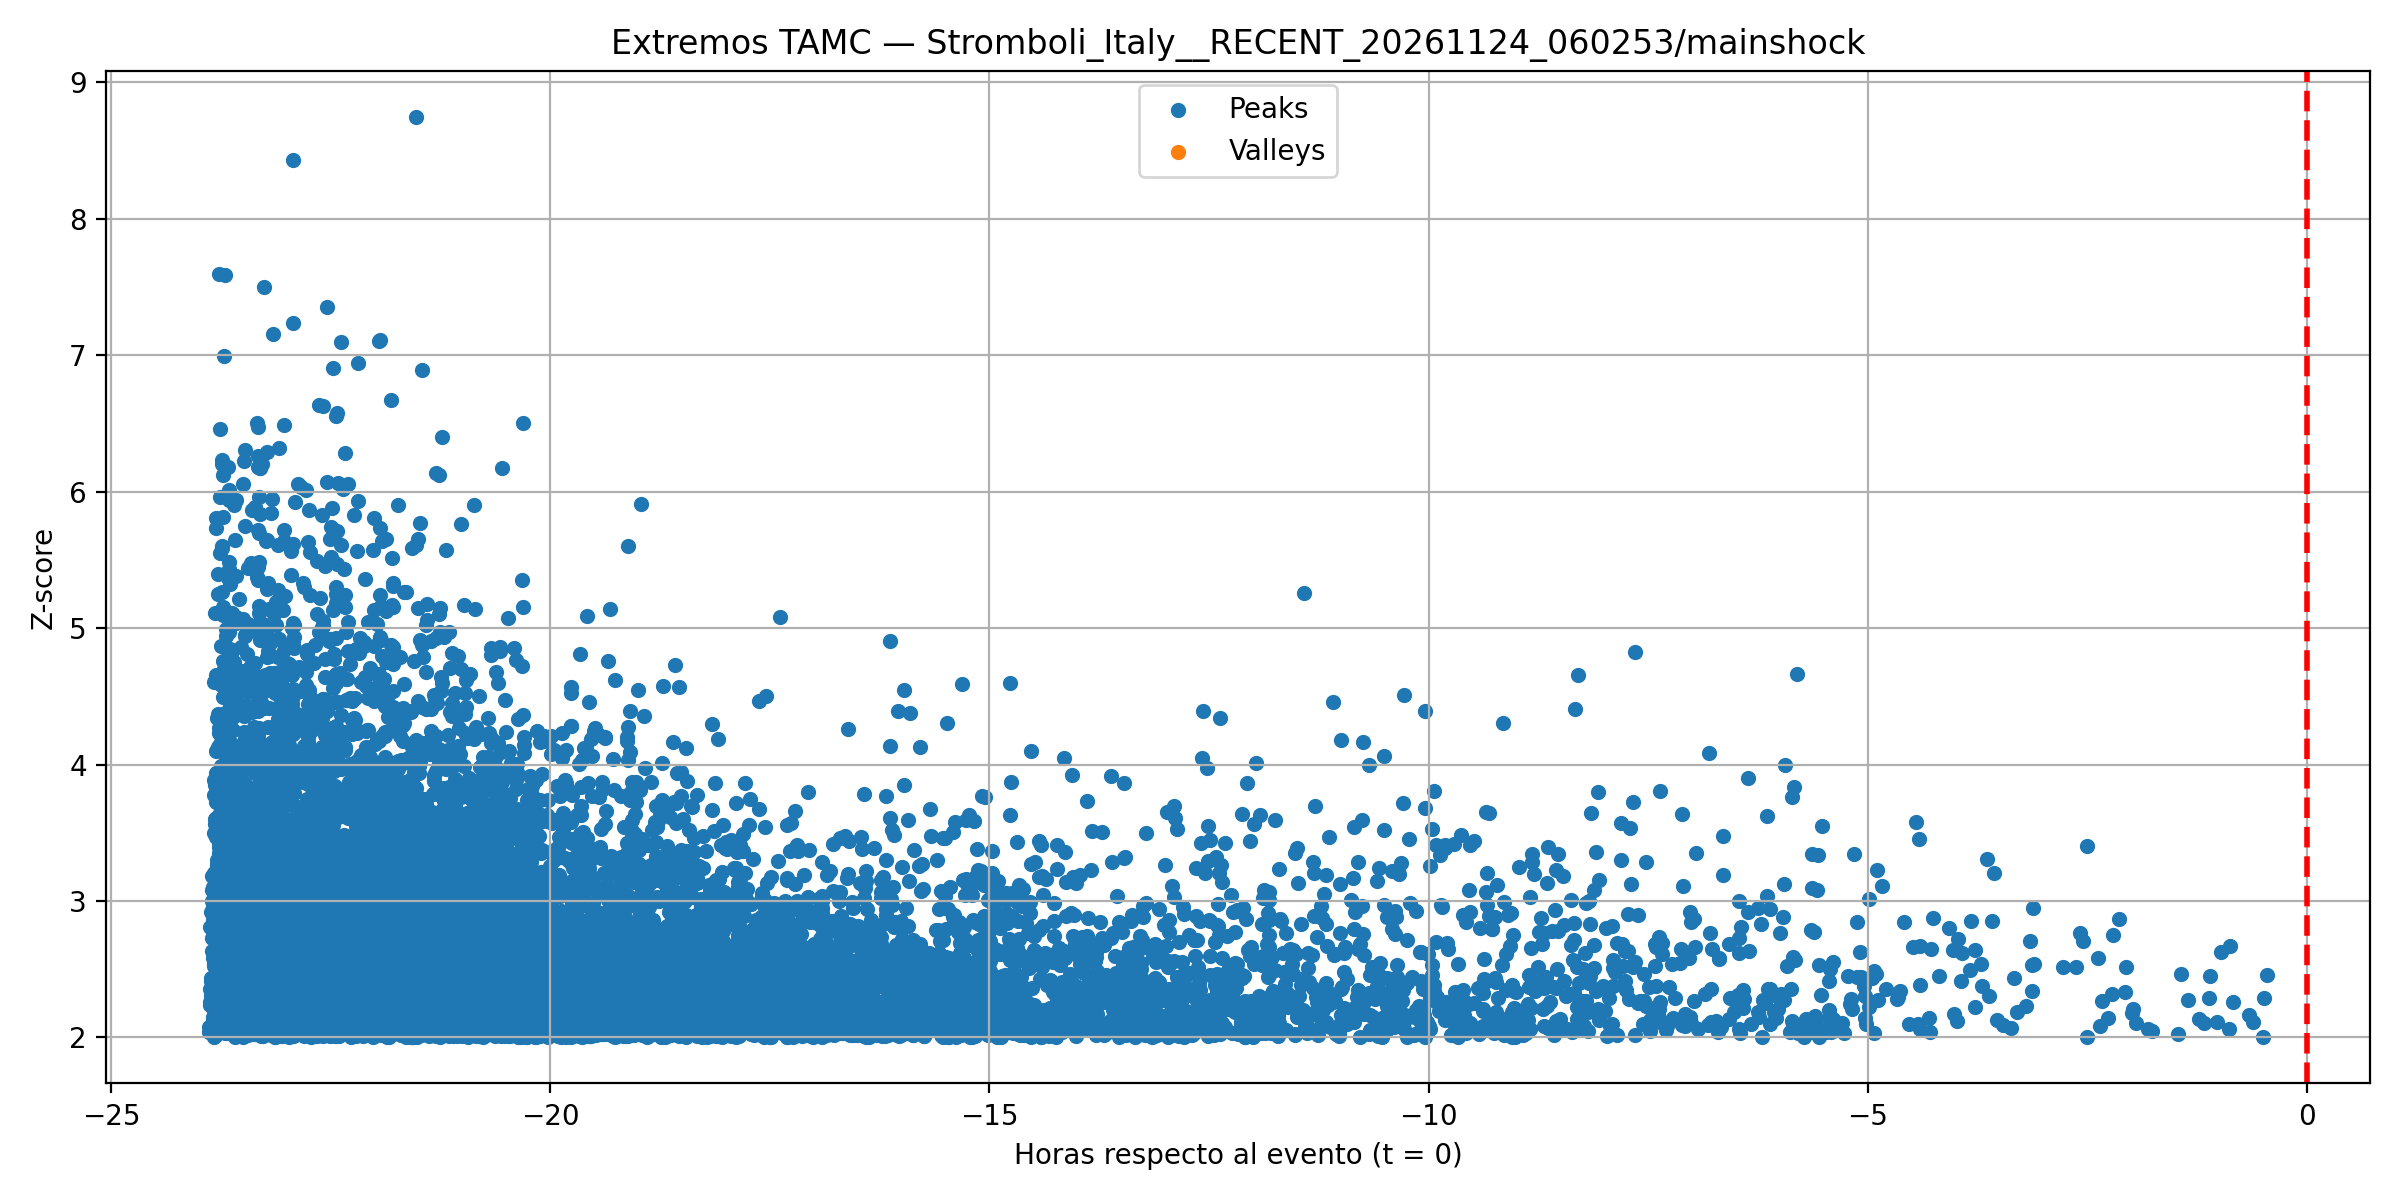 Extremos TAMC — Stromboli_Italy__RECENT_20261124_060253/mainshock
Peaks
Valleys
Z-score
9
8
7
6
5
4
3
2
−25
−20
−15
−10
−5
0
Horas respecto al evento (t = 0)